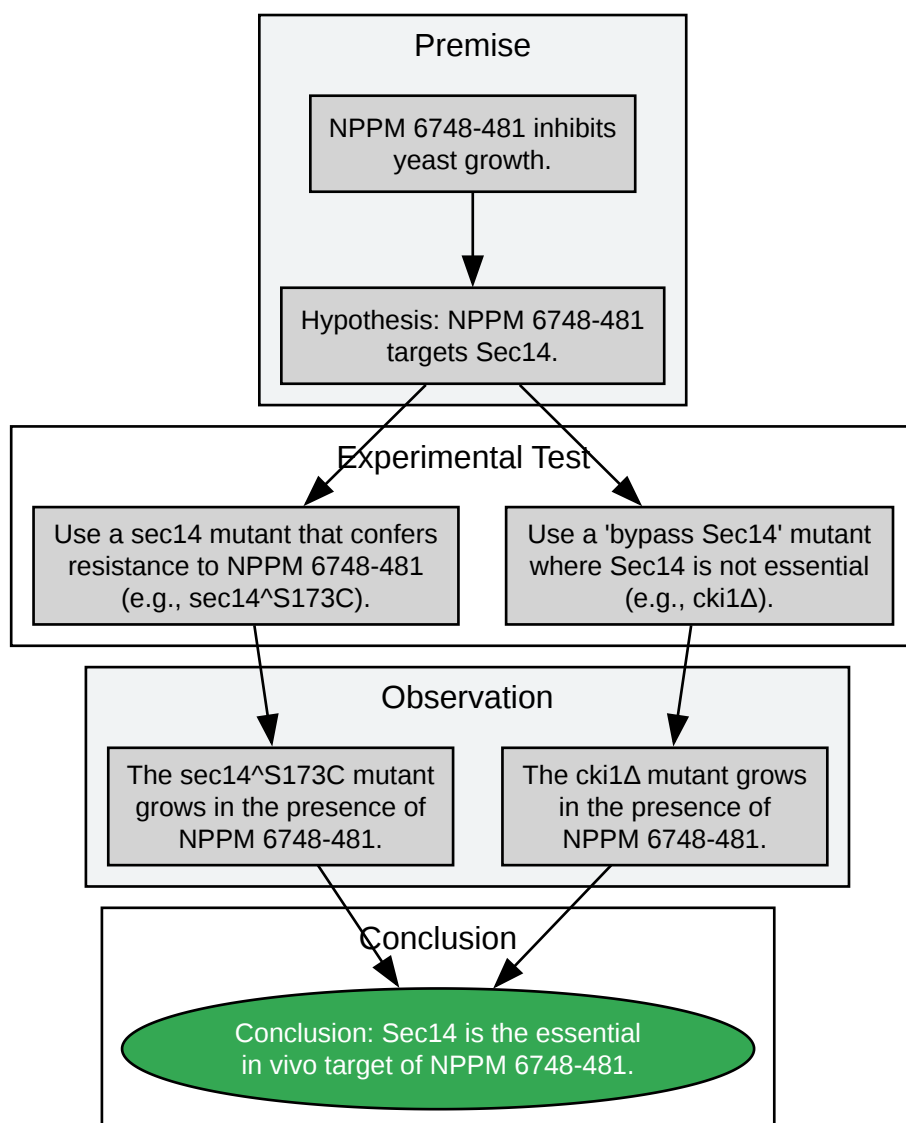 Premise
NPPM 6748-481 inhibits
yeast growth.
Hypothesis: NPPM 6748-481
targets Sec14.
Experimental Test
Use a sec14 mutant that confers
resistance to NPPM 6748-481
(e.g., sec14^S173C).
Use a 'bypass Sec14' mutant
where Sec14 is not essential
(e.g., cki1Δ).
Observation
The sec14^S173C mutant
grows in the presence of
NPPM 6748-481.
The cki1Δ mutant grows
in the presence of
NPPM 6748-481.
Conclusion
Conclusion: Sec14 is the essential
in vivo target of NPPM 6748-481.